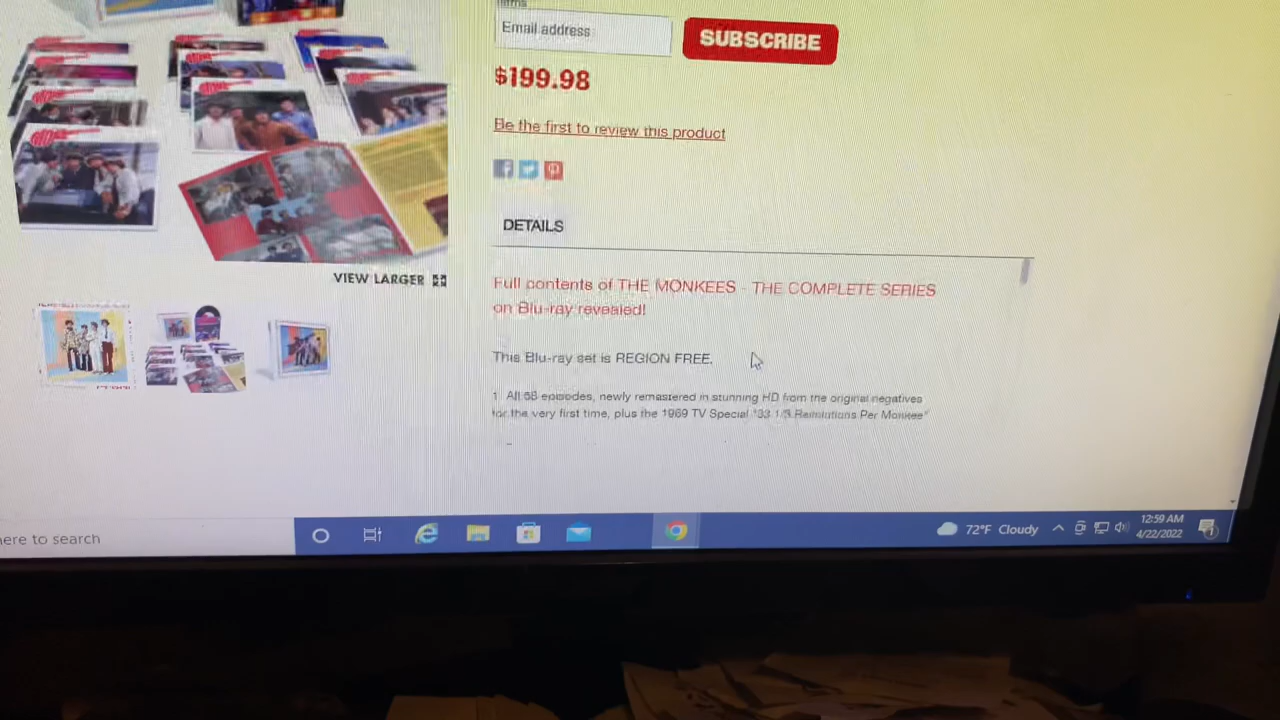 Email address
SUBSCRIBE
$199.98
Be the first to review this product
VIEW LARGER
DETAILS
Full contents of THE MONKEES - THE COMPLETE SERIES
on Blu-ray revealed!
This Blu-ray set is REGION FREE.
1. All 58 episodes, newly remastered in stunning HD from the original negatives
for the very first time, plus the 1969 TV Special "33 1/3 Revolutions Per Monkee"
here to search
72°F Cloudy
12:59 AM
4/22/2022